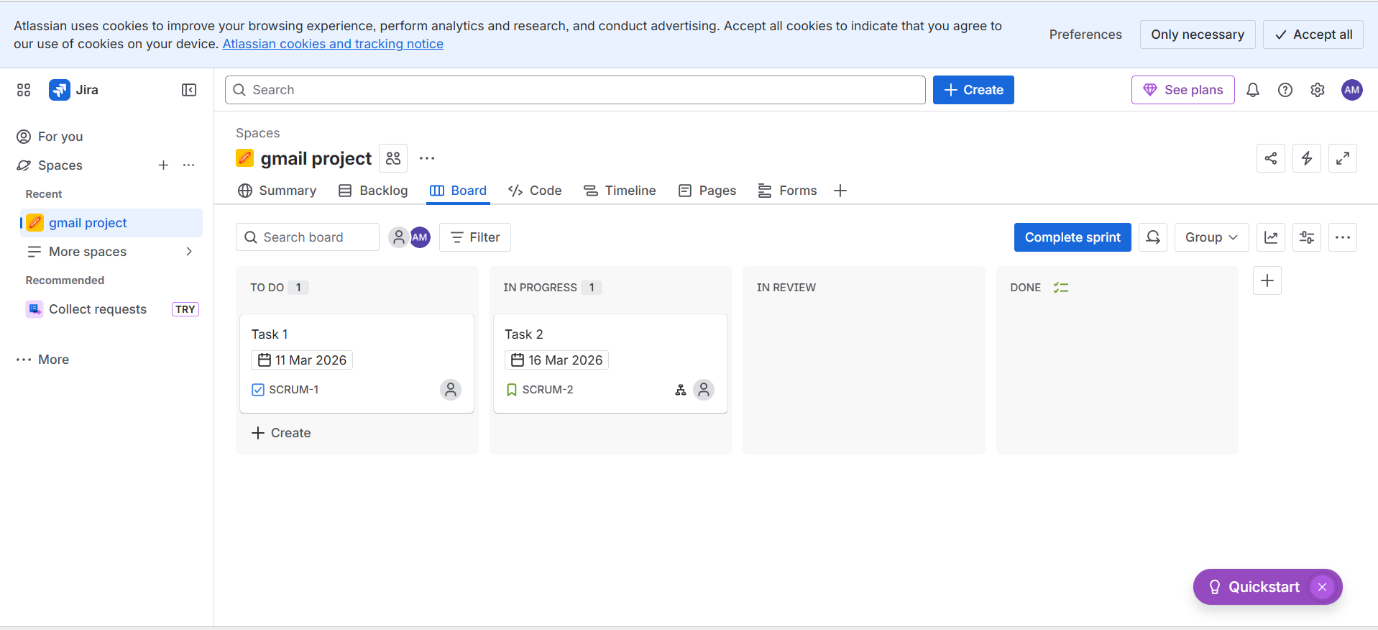 Atlassian uses cookies to improve your browsing experience, perform analytics and research, and conduct advertising. Accept all cookies to indicate that you agree to
our use of cookies on your device. Atlassian cookies and tracking notice
Preferences
Only necessary
Accept all
Jira
Search
Create
See plans
AM
For you
Spaces
Recent
gmail project
More spaces
Recommended
Collect requests TRY
More
Spaces
gmail project
Summary
Backlog
Board
Code
Timeline
Pages
Forms
Search board
AM
Filter
Complete sprint
Group
TO DO 1
Task 1
11 Mar 2026
SCRUM-1
Create
IN PROGRESS 1
Task 2
16 Mar 2026
SCRUM-2
IN REVIEW
DONE
Quickstart